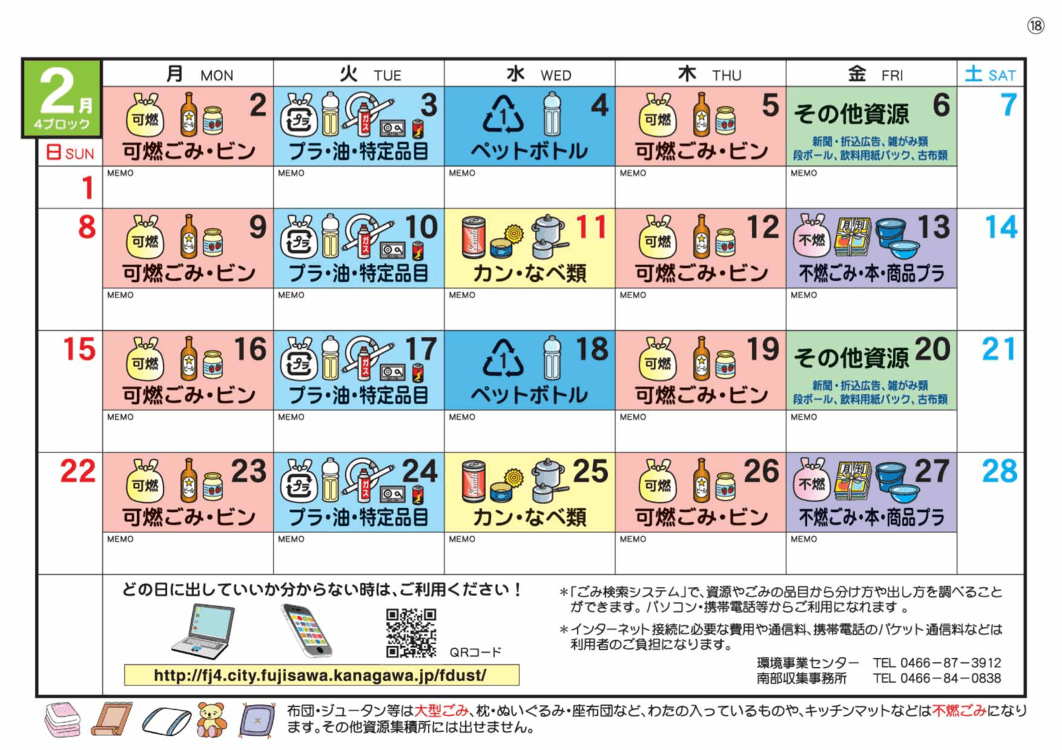 ⑱
2月
4ブロック
日 SUN
月 MON
火 TUE
水 WED
木 THU
金 FRI
土 SAT
1
可燃
2
可燃ごみ・ビン
MEMO
プラ
ガス
3
プラ・油・特定品目
MEMO
1
4
ペットボトル
MEMO
可燃
5
可燃ごみ・ビン
MEMO
その他資源 6
新聞・折込広告、雑がみ類
段ボール、飲料用紙パック、古布類
MEMO
7
8
可燃
9
可燃ごみ・ビン
MEMO
プラ
ガス
10
プラ・油・特定品目
MEMO
11
カン・なべ類
MEMO
可燃
12
可燃ごみ・ビン
MEMO
不燃
月刊
13
不燃ごみ・本・商品プラ
MEMO
14
15
可燃
16
可燃ごみ・ビン
MEMO
プラ
ガス
17
プラ・油・特定品目
MEMO
1
18
ペットボトル
MEMO
可燃
19
可燃ごみ・ビン
MEMO
その他資源 20
新聞・折込広告、雑がみ類
段ボール、飲料用紙パック、古布類
MEMO
21
22
可燃
23
可燃ごみ・ビン
MEMO
プラ
ガス
24
プラ・油・特定品目
MEMO
25
カン・なべ類
MEMO
可燃
26
可燃ごみ・ビン
MEMO
不燃
月刊
27
不燃ごみ・本・商品プラ
MEMO
28
どの日に出していいか分からない時は、ご利用ください！
QRコード
http://fj4.city.fujisawa.kanagawa.jp/fdust/
＊「ごみ検索システム」で、資源やごみの品目から分け方や出し方を調べること
ができます。パソコン・携帯電話等からご利用になれます 。
＊インターネット接続に必要な費用や通信料、携帯電話のパケット通信料などは
利用者のご負担になります。
環境事業センター TEL 0466－87－3912
南部収集事務所 TEL 0466－84－0838
布団・ジュータン等は大型ごみ、枕・ぬいぐるみ・座布団など、わたの入っているものや、キッチンマットなどは不燃ごみになり
ます。その他資源集積所には出せません。